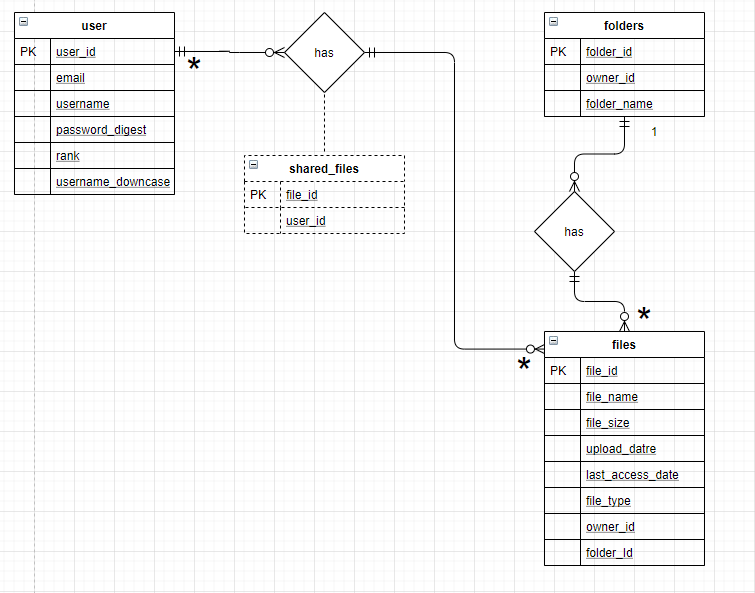 user
PK user_id
email
username
password_digest
rank
username_downcase
*
has
shared_files
PK file_id
user_id
folders
PK folder_id
owner_id
folder_name
1
has
*
*
files
PK file_id
file_name
file_size
upload_datre
last_access_date
file_type
owner_id
folder_Id